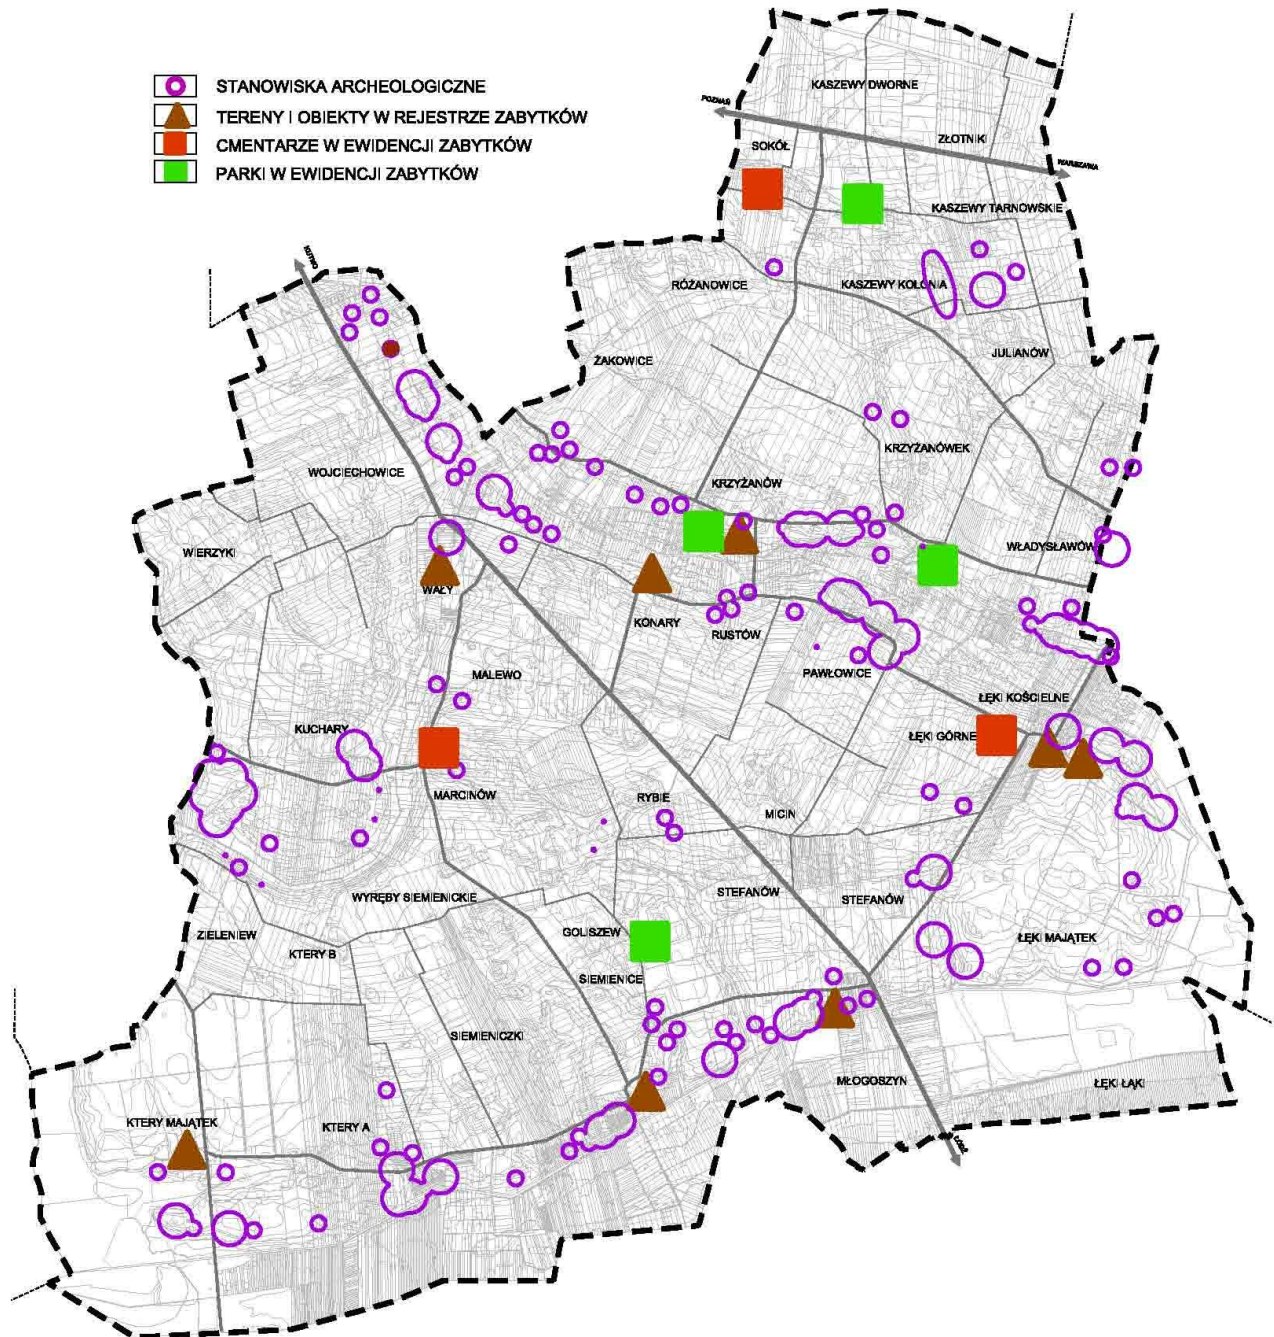 STANOWISKA ARCHEOLOGICZNE
TERENY I OBIEKTY W REJESTRZE ZABYTKÓW
CMENTARZE W EWIDENCJI ZABYTKÓW
PARKI W EWIDENCJI ZABYTKÓW
KASZEWY DWORNE
POZNAŃ
ZŁOTNIKI
SOKÓŁ
WARSZAWA
KASZEWY TARNOWSKIE
KUTNO
RÓŻANOWICE
KASZEWY KOLONIA
JULIANÓW
ŻAKOWICE
KRZYŻANÓWEK
WOJCIECHOWICE
KRZYŻANÓW
WIERZYKI
WŁADYSŁAWÓW
WAŁY
KONARY
RUSTÓW
MALEWO
PAWŁOWICE
ŁĘKI KOŚCIELNE
KUCHARY
ŁĘKI GÓRNE
MARCINÓW
RYBIE
MICIN
WYRĘBY SIEMIENICKIE
STEFANÓW
STEFANÓW
ZIELENIEW
GOLISZEW
ŁĘKI MAJĄTEK
KTERY B
SIEMIENICE
SIEMIENICZKI
MŁOGOSZYN
ŁĘKI ŁĄKI
KTERY MAJĄTEK
KTERY A
ŁÓDŹ